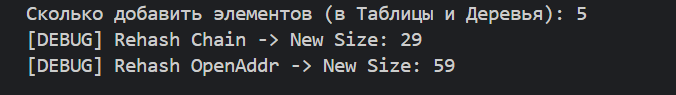 Сколько добавить элементов (в Таблицы и Деревья): 5
[DEBUG] Rehash Chain -> New Size: 29
[DEBUG] Rehash OpenAddr -> New Size: 59